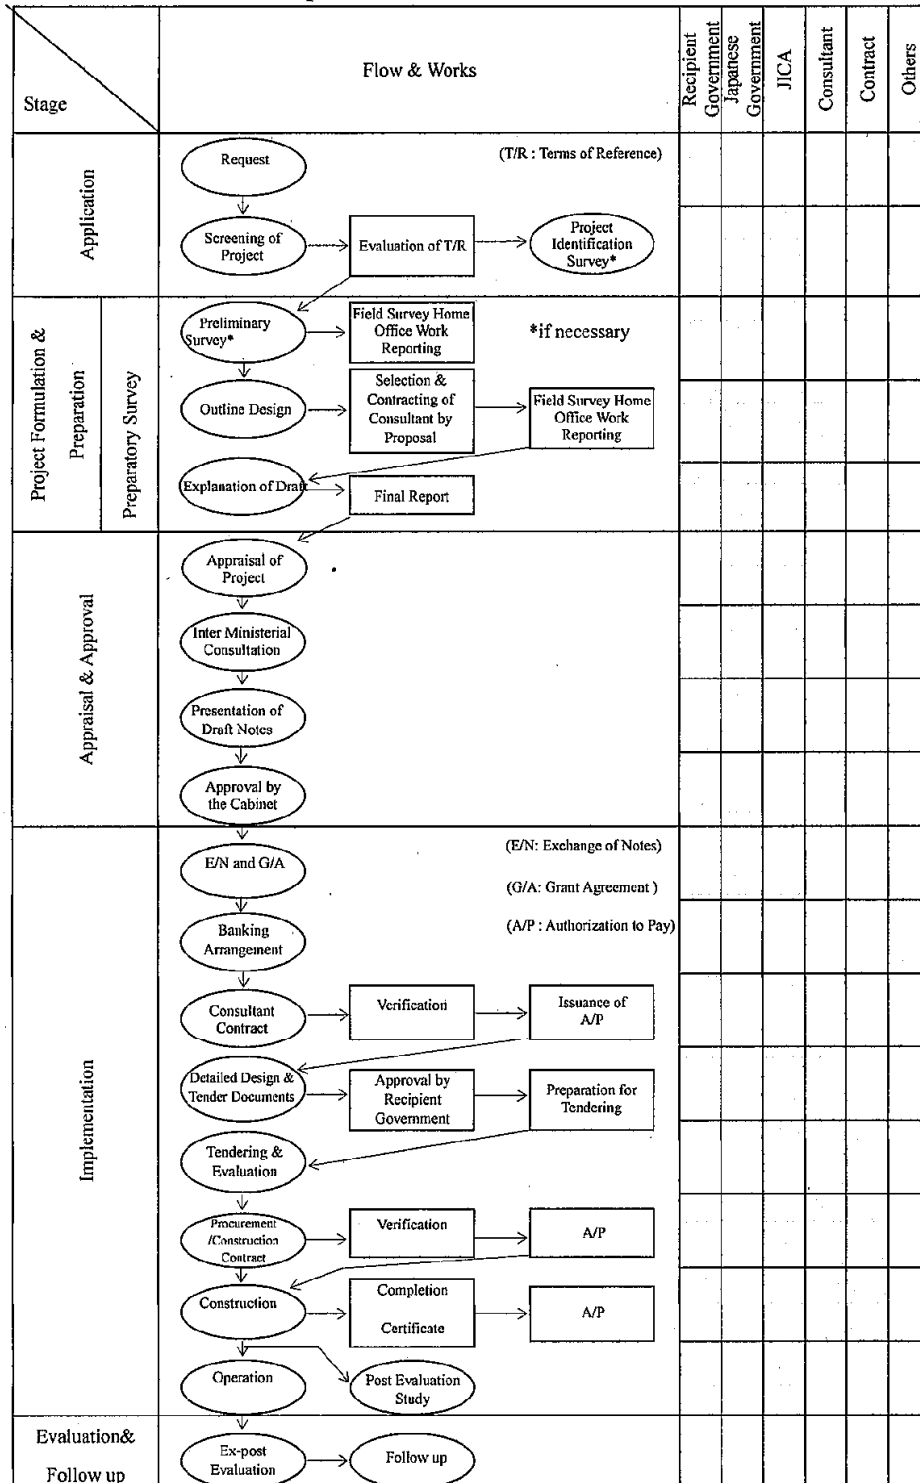 Stage
Flow & Works
Recipient
Government
Japanese
Government
JICA
Consultant
Contract
Others
Application
Request
(T/R : Terms of Reference)
Screening of
Project
Evaluation of T/R
Project
Identification
Survey*
Project Formulation &
Preparation
Preparatory Survey
Preliminary
Survey*
Field Survey Home
Office Work
Reporting
*if necessary
Outline Design
Selection &
Contracting of
Consultant by
Proposal
Field Survey Home
Office Work
Reporting
Explanation of Draft
Final Report
Appraisal & Approval
Appraisal of
Project
Inter Ministerial
Consultation
Presentation of
Draft Notes
Approval by
the Cabinet
Implementation
E/N and G/A
(E/N: Exchange of Notes)
(G/A: Grant Agreement )
(A/P : Authorization to Pay)
Banking
Arrangement
Consultant
Contract
Verification
Issuance of
A/P
Detailed Design &
Tender Documents
Approval by
Recipient
Government
Preparation for
Tendering
Tendering &
Evaluation
Procurement
/Construction
Contract
Verification
A/P
Construction
Completion
Certificate
A/P
Operation
Post Evaluation
Study
Evaluation&
Follow up
Ex-post
Evaluation
Follow up